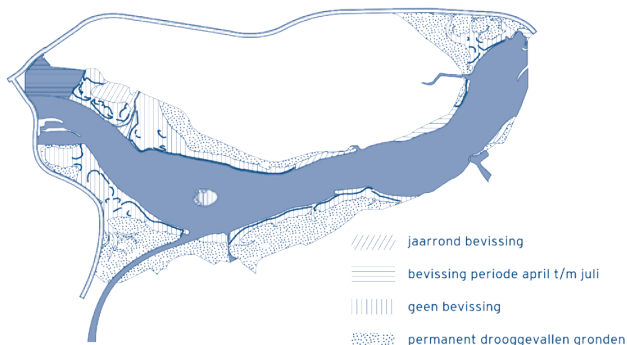 jaarrond bevissing
bevissing periode april t/m juli
geen bevissing
permanent drooggevallen gronden